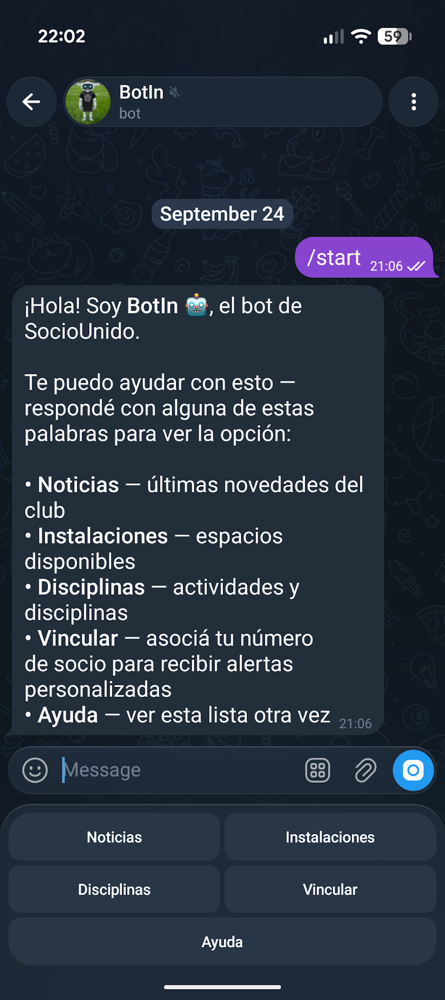 22:02
59
BotIn
bot
September 24
/start 21:06
¡Hola! Soy BotIn 🤖, el bot de
SocioUnido.
Te puedo ayudar con esto —
respondé con alguna de estas
palabras para ver la opción:
• Noticias — últimas novedades del
club
• Instalaciones — espacios
disponibles
• Disciplinas — actividades y
disciplinas
• Vincular — asociá tu número
de socio para recibir alertas
personalizadas
• Ayuda — ver esta lista otra vez 21:06
Message
Noticias
Instalaciones
Disciplinas
Vincular
Ayuda